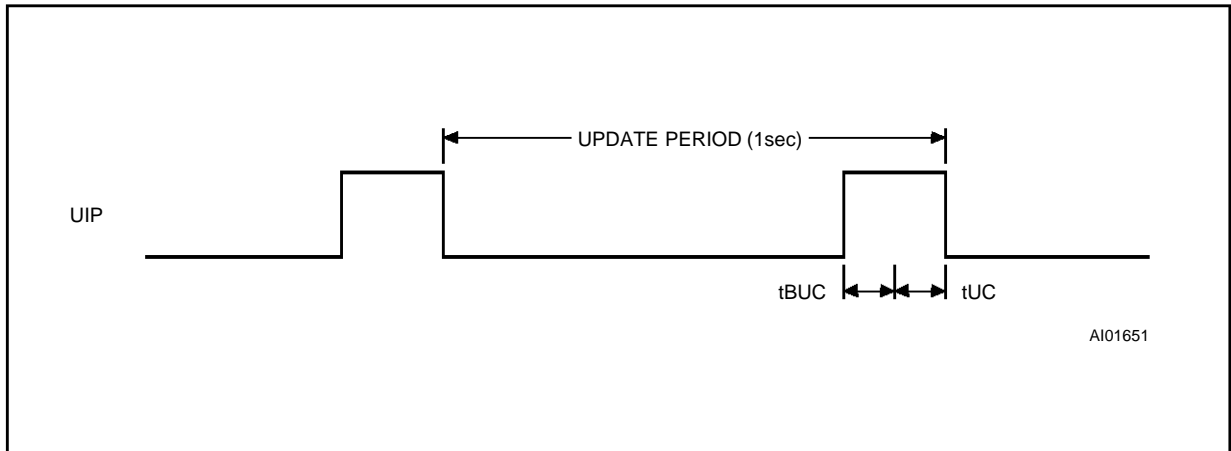 UPDATE PERIOD (1sec)
UIP
tBUC
tUC
AI01651